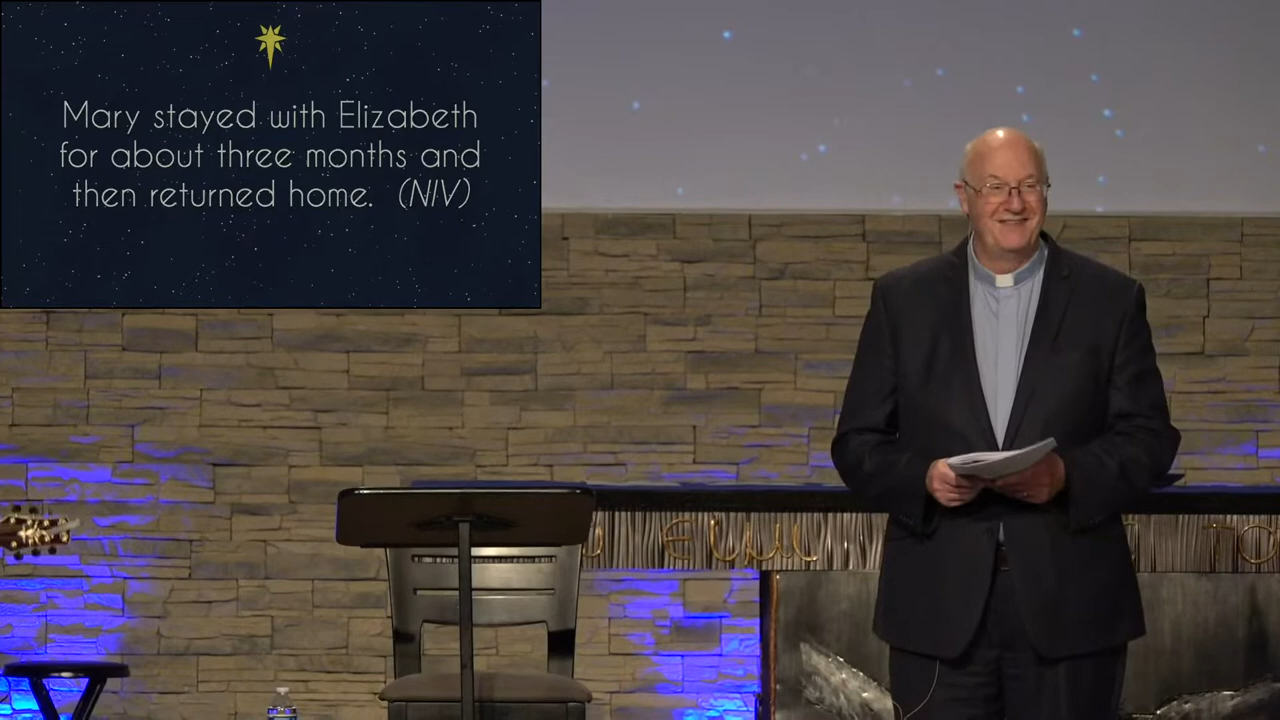 Mary stayed with Elizabeth
for about three months and
then returned home. (NIV)